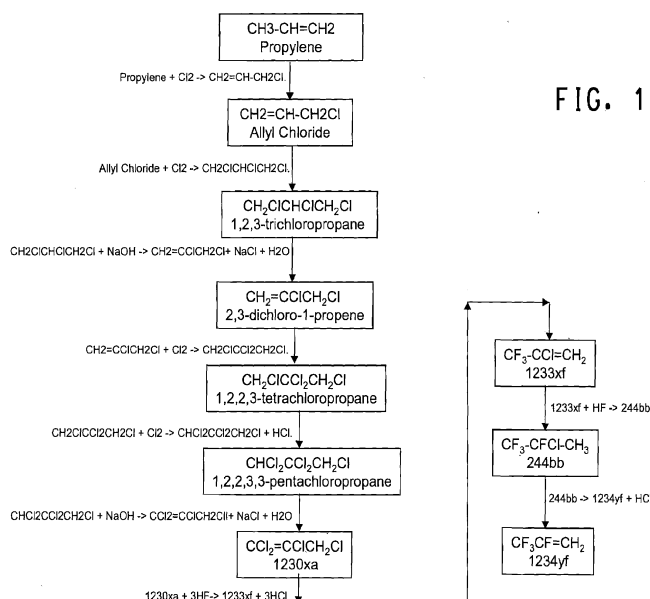 CH3-CH=CH2
Propylene
Propylene + Cl2 -> CH2=CH-CH2Cl.
FIG. 1
CH2=CH-CH2Cl
Allyl Chloride
Allyl Chloride + Cl2 -> CH2ClCHClCH2Cl.
CH₂ClCHClCH₂Cl
1,2,3-trichloropropane
CH2ClCHClCH2Cl + NaOH -> CH2=CClCH2Cl+ NaCl + H2O
CH₂=CClCH₂Cl
2,3-dichloro-1-propene
CH2=CClCH2Cl + Cl2 -> CH2ClCCl2CH2Cl.
CH₂ClCCl₂CH₂Cl
1,2,2,3-tetrachloropropane
CH2ClCCl2CH2Cl + Cl2 -> CHCl2CCl2CH2Cl + HCl.
CHCl₂CCl₂CH₂Cl
1,2,2,3,3-pentachloropropane
CHCl2CCl2CH2Cl + NaOH -> CCl2=CClCH2Cll+ NaCl + H2O
CCl₂=CClCH₂Cl
1230xa
1230xa + 3HF-> 1233xf + 3HCl.
CF₃-CCl=CH₂
1233xf
1233xf + HF -> 244bb
CF₃-CFCl-CH₃
244bb
244bb -> 1234yf + HC
CF₃CF=CH₂
1234yf